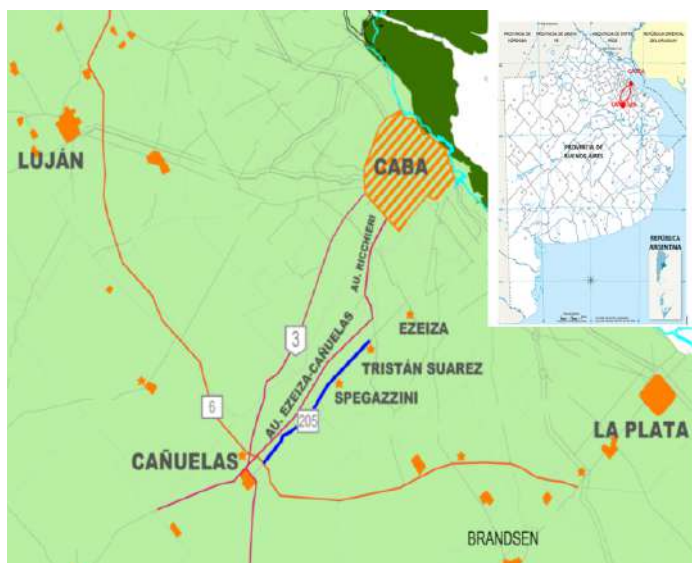 LUJÁN
CABA
AU. RICCHIERI
3
AU. EZEIZA-CAÑUELAS
EZEIZA
TRISTÁN SUAREZ
SPEGAZZINI
205
6
CAÑUELAS
LA PLATA
BRANDSEN
PROVINCIA DE
BUENOS AIRES
REPÚBLICA
ARGENTINA